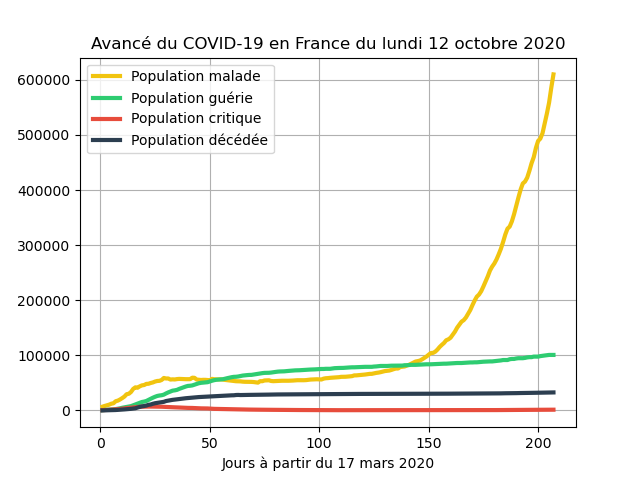 Avancé du COVID-19 en France du lundi 12 octobre 2020
Population malade
Population guérie
Population critique
Population décédée
600000
500000
400000
300000
200000
100000
0
0 50 100 150 200
Jours à partir du 17 mars 2020